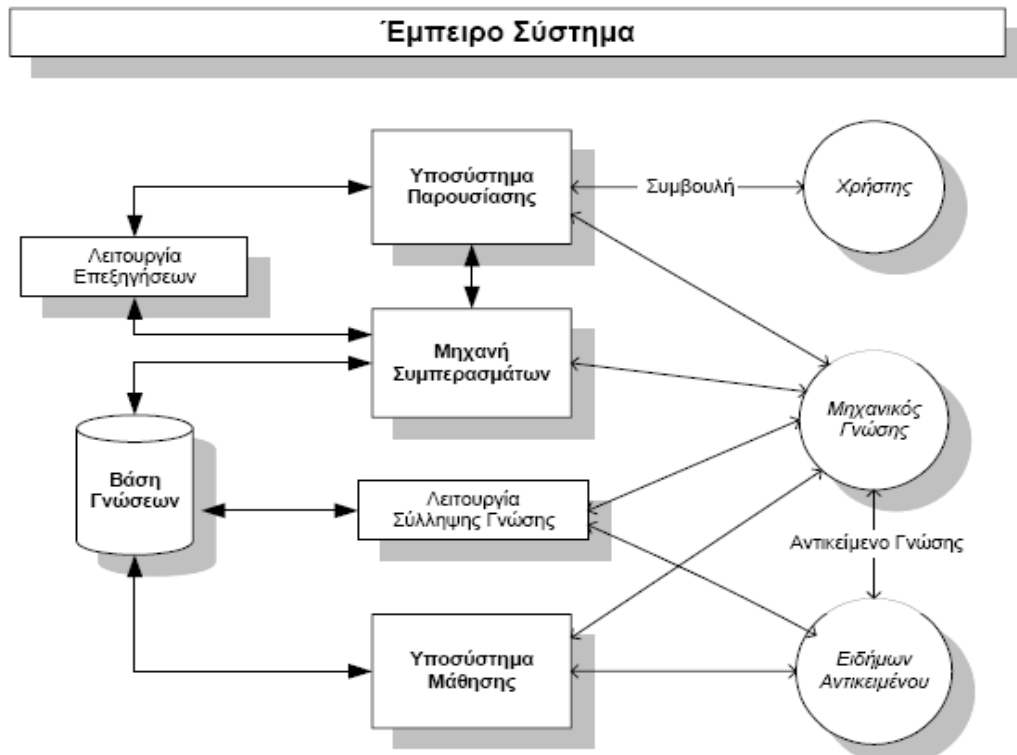 Έμπειρο Σύστημα
Υποσύστημα
Παρουσίασης
Συμβουλή
Χρήστης
Λειτουργία
Επεξηγήσεων
Μηχανή
Συμπερασμάτων
Μηχανικός
Γνώσης
Βάση
Γνώσεων
Λειτουργία
Σύλληψης Γνώσης
Αντικείμενο Γνώσης
Υποσύστημα
Μάθησης
Ειδήμων
Αντικειμένου